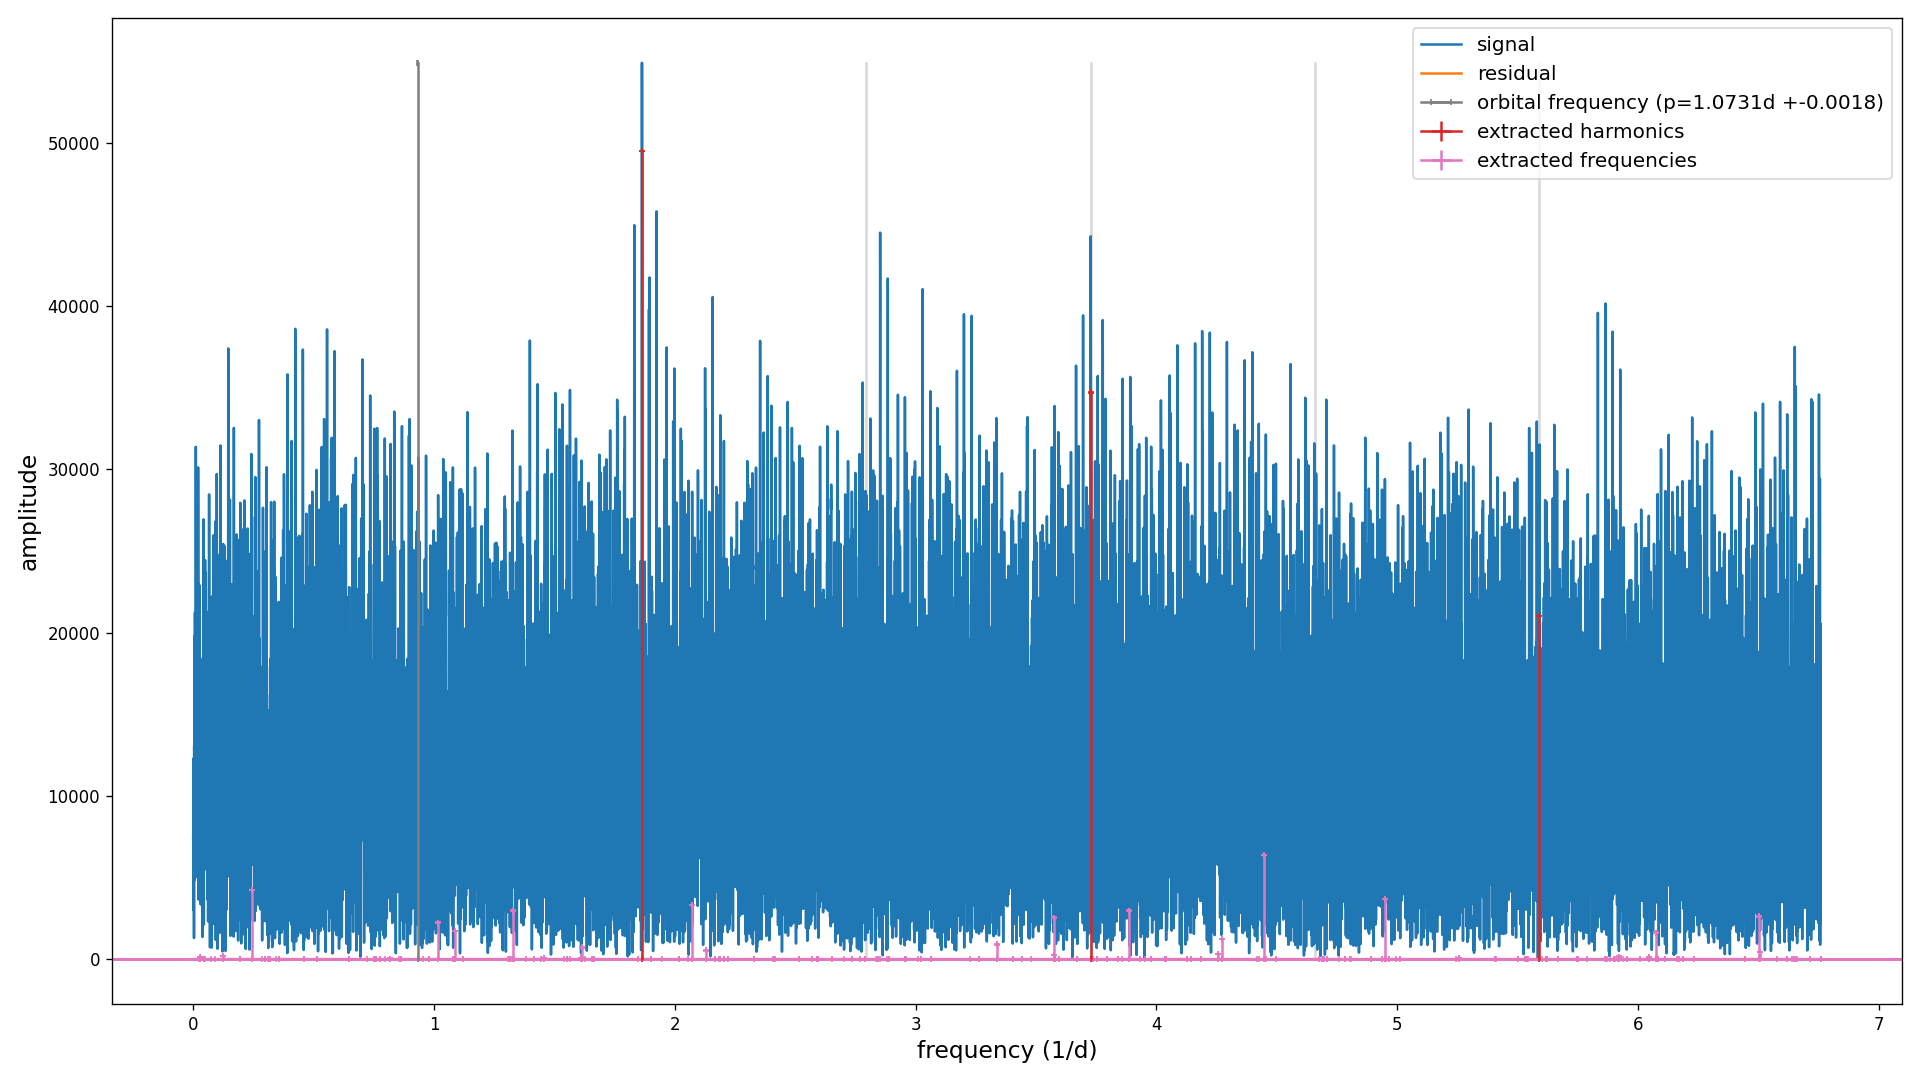 signal
residual
orbital frequency (p=1.0731d +-0.0018)
extracted harmonics
extracted frequencies
50000
40000
30000
20000
10000
0
amplitude
0 1 2 3 4 5 6 7
frequency (1/d)